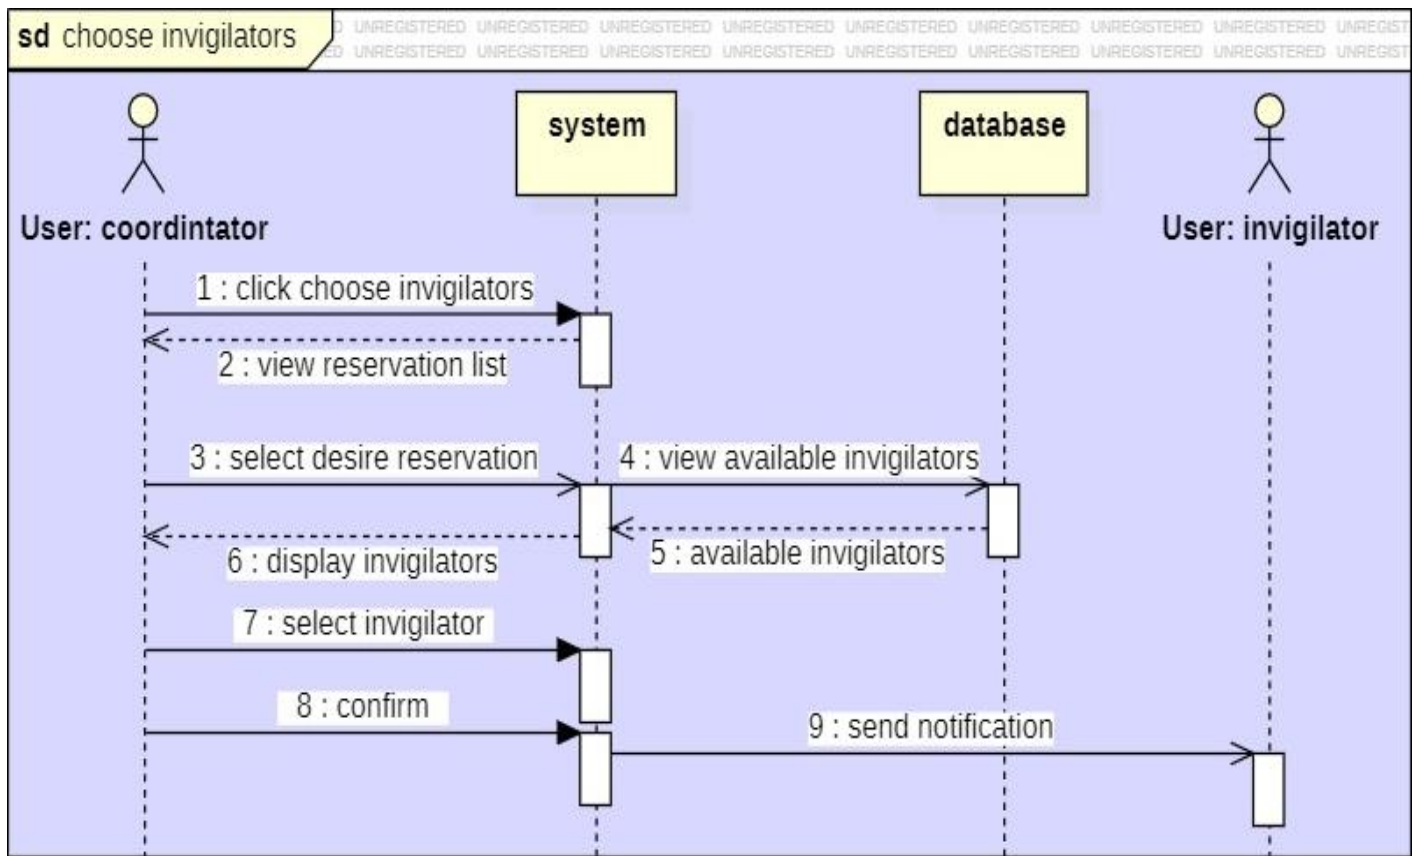 sd choose invigilators
UNREGISTERED UNREGISTERED UNREGISTERED UNREGISTERED UNREGISTERED UNREGISTERED UNREGISTERED UNREGISTERED
UNREGISTERED UNREGISTERED UNREGISTERED UNREGISTERED UNREGISTERED UNREGISTERED UNREGISTERED UNREGISTERED
system
database
User: coordintator
User: invigilator
1 : click choose invigilators
2 : view reservation list
3 : select desire reservation
4 : view available invigilators
5 : available invigilators
6 : display invigilators
7 : select invigilator
8 : confirm
9 : send notification